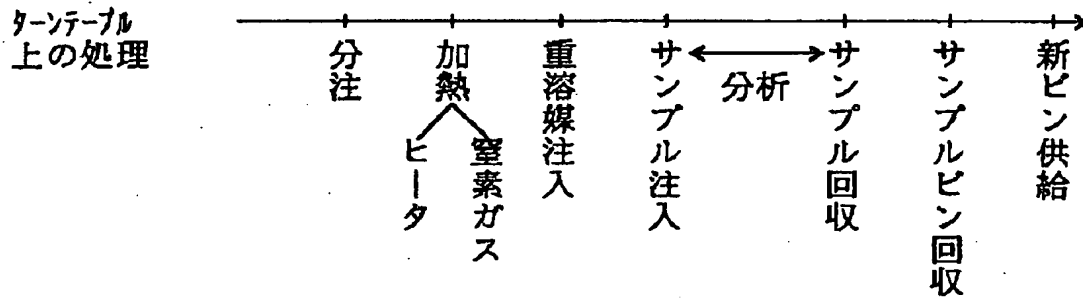 ターンテーブル
上の処理
分注
加熱
ヒータ
窒素ガス
重溶媒注入
サンプル注入
分析
サンプル回収
サンプルビン回収
新ビン供給